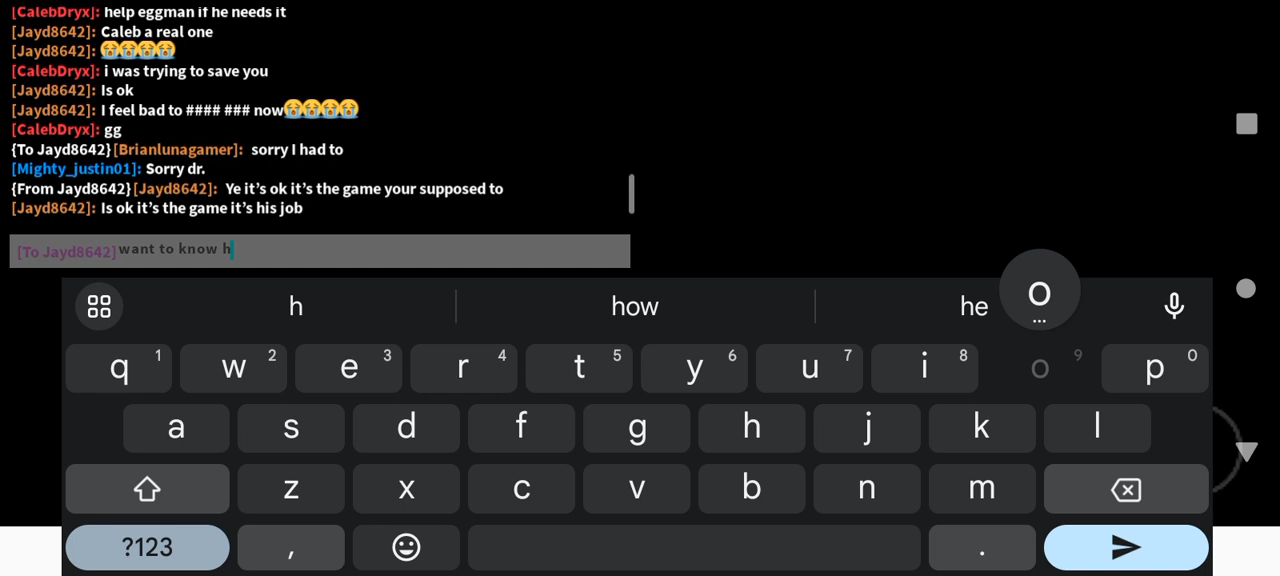 [CalebDryx]: help eggman if he needs it
[Jayd8642]: Caleb a real one
[Jayd8642]: 😭😭😭😭
[CalebDryx]: i was trying to save you
[Jayd8642]: Is ok
[Jayd8642]: I feel bad to #### ### now😭😭😭😭
[CalebDryx]: gg
{To Jayd8642}[Brianlunagamer]: sorry I had to
[Mighty_justin01]: Sorry dr.
{From Jayd8642}[Jayd8642]: Ye it’s ok it’s the game your supposed to
[Jayd8642]: Is ok it’s the game it’s his job
[To Jayd8642] want to know h
h how he o
...
q 1 w 2 e 3 r 4 t 5 y 6 u 7 i 8 o 9 p 0
a s d f g h j k l
z x c v b n m
?123 , .